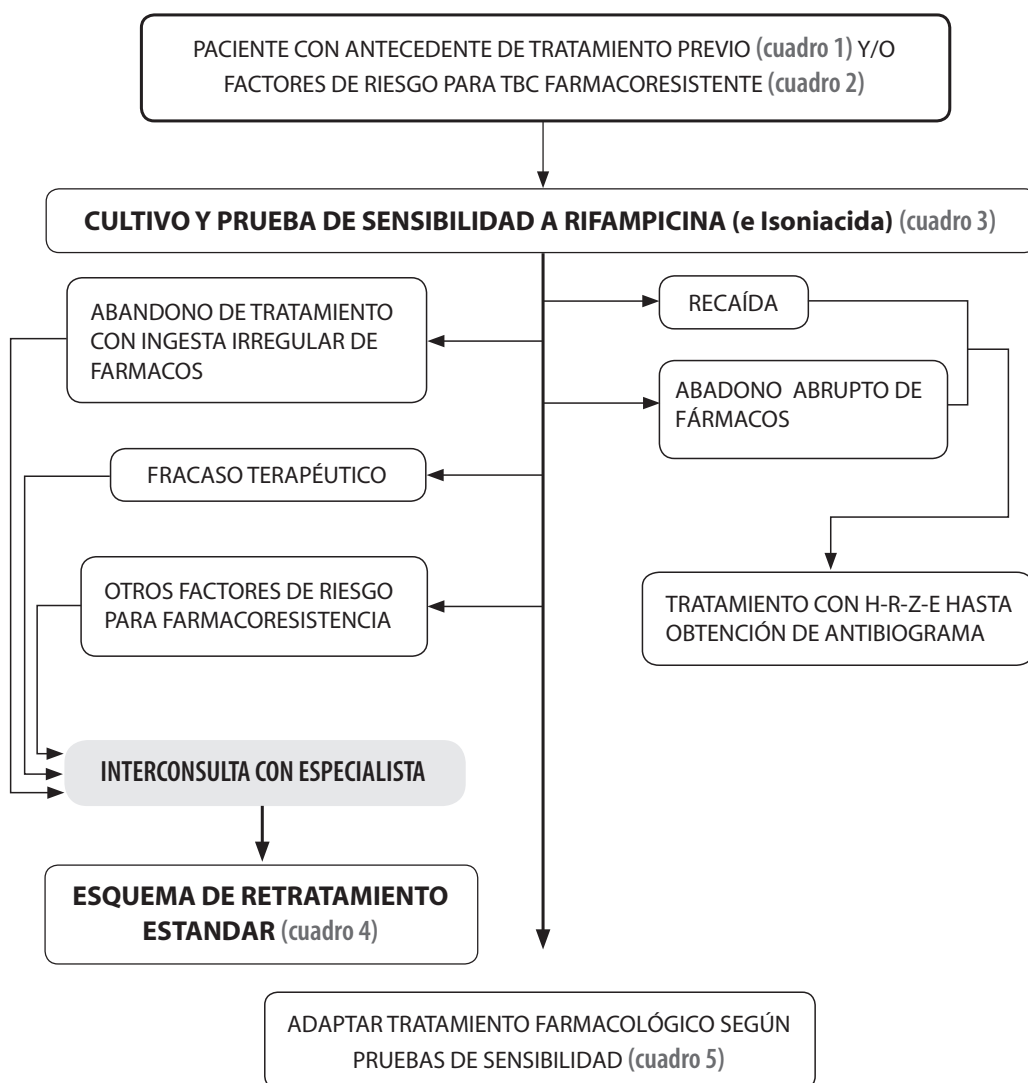 PACIENTE CON ANTECEDENTE DE TRATAMIENTO PREVIO (cuadro 1) Y/O
FACTORES DE RIESGO PARA TBC FARMACORESISTENTE (cuadro 2)
CULTIVO Y PRUEBA DE SENSIBILIDAD A RIFAMPICINA (e Isoniacida) (cuadro 3)
ABANDONO DE TRATAMIENTO
CON INGESTA IRREGULAR DE
FARMACOS
RECAÍDA
ABADONO ABRUPTO DE
FÁRMACOS
FRACASO TERAPÉUTICO
OTROS FACTORES DE RIESGO
PARA FARMACORESISTENCIA
TRATAMIENTO CON H-R-Z-E HASTA
OBTENCIÓN DE ANTIBIOGRAMA
INTERCONSULTA CON ESPECIALISTA
ESQUEMA DE RETRATAMIENTO
ESTANDAR (cuadro 4)
ADAPTAR TRATAMIENTO FARMACOLÓGICO SEGÚN
PRUEBAS DE SENSIBILIDAD (cuadro 5)